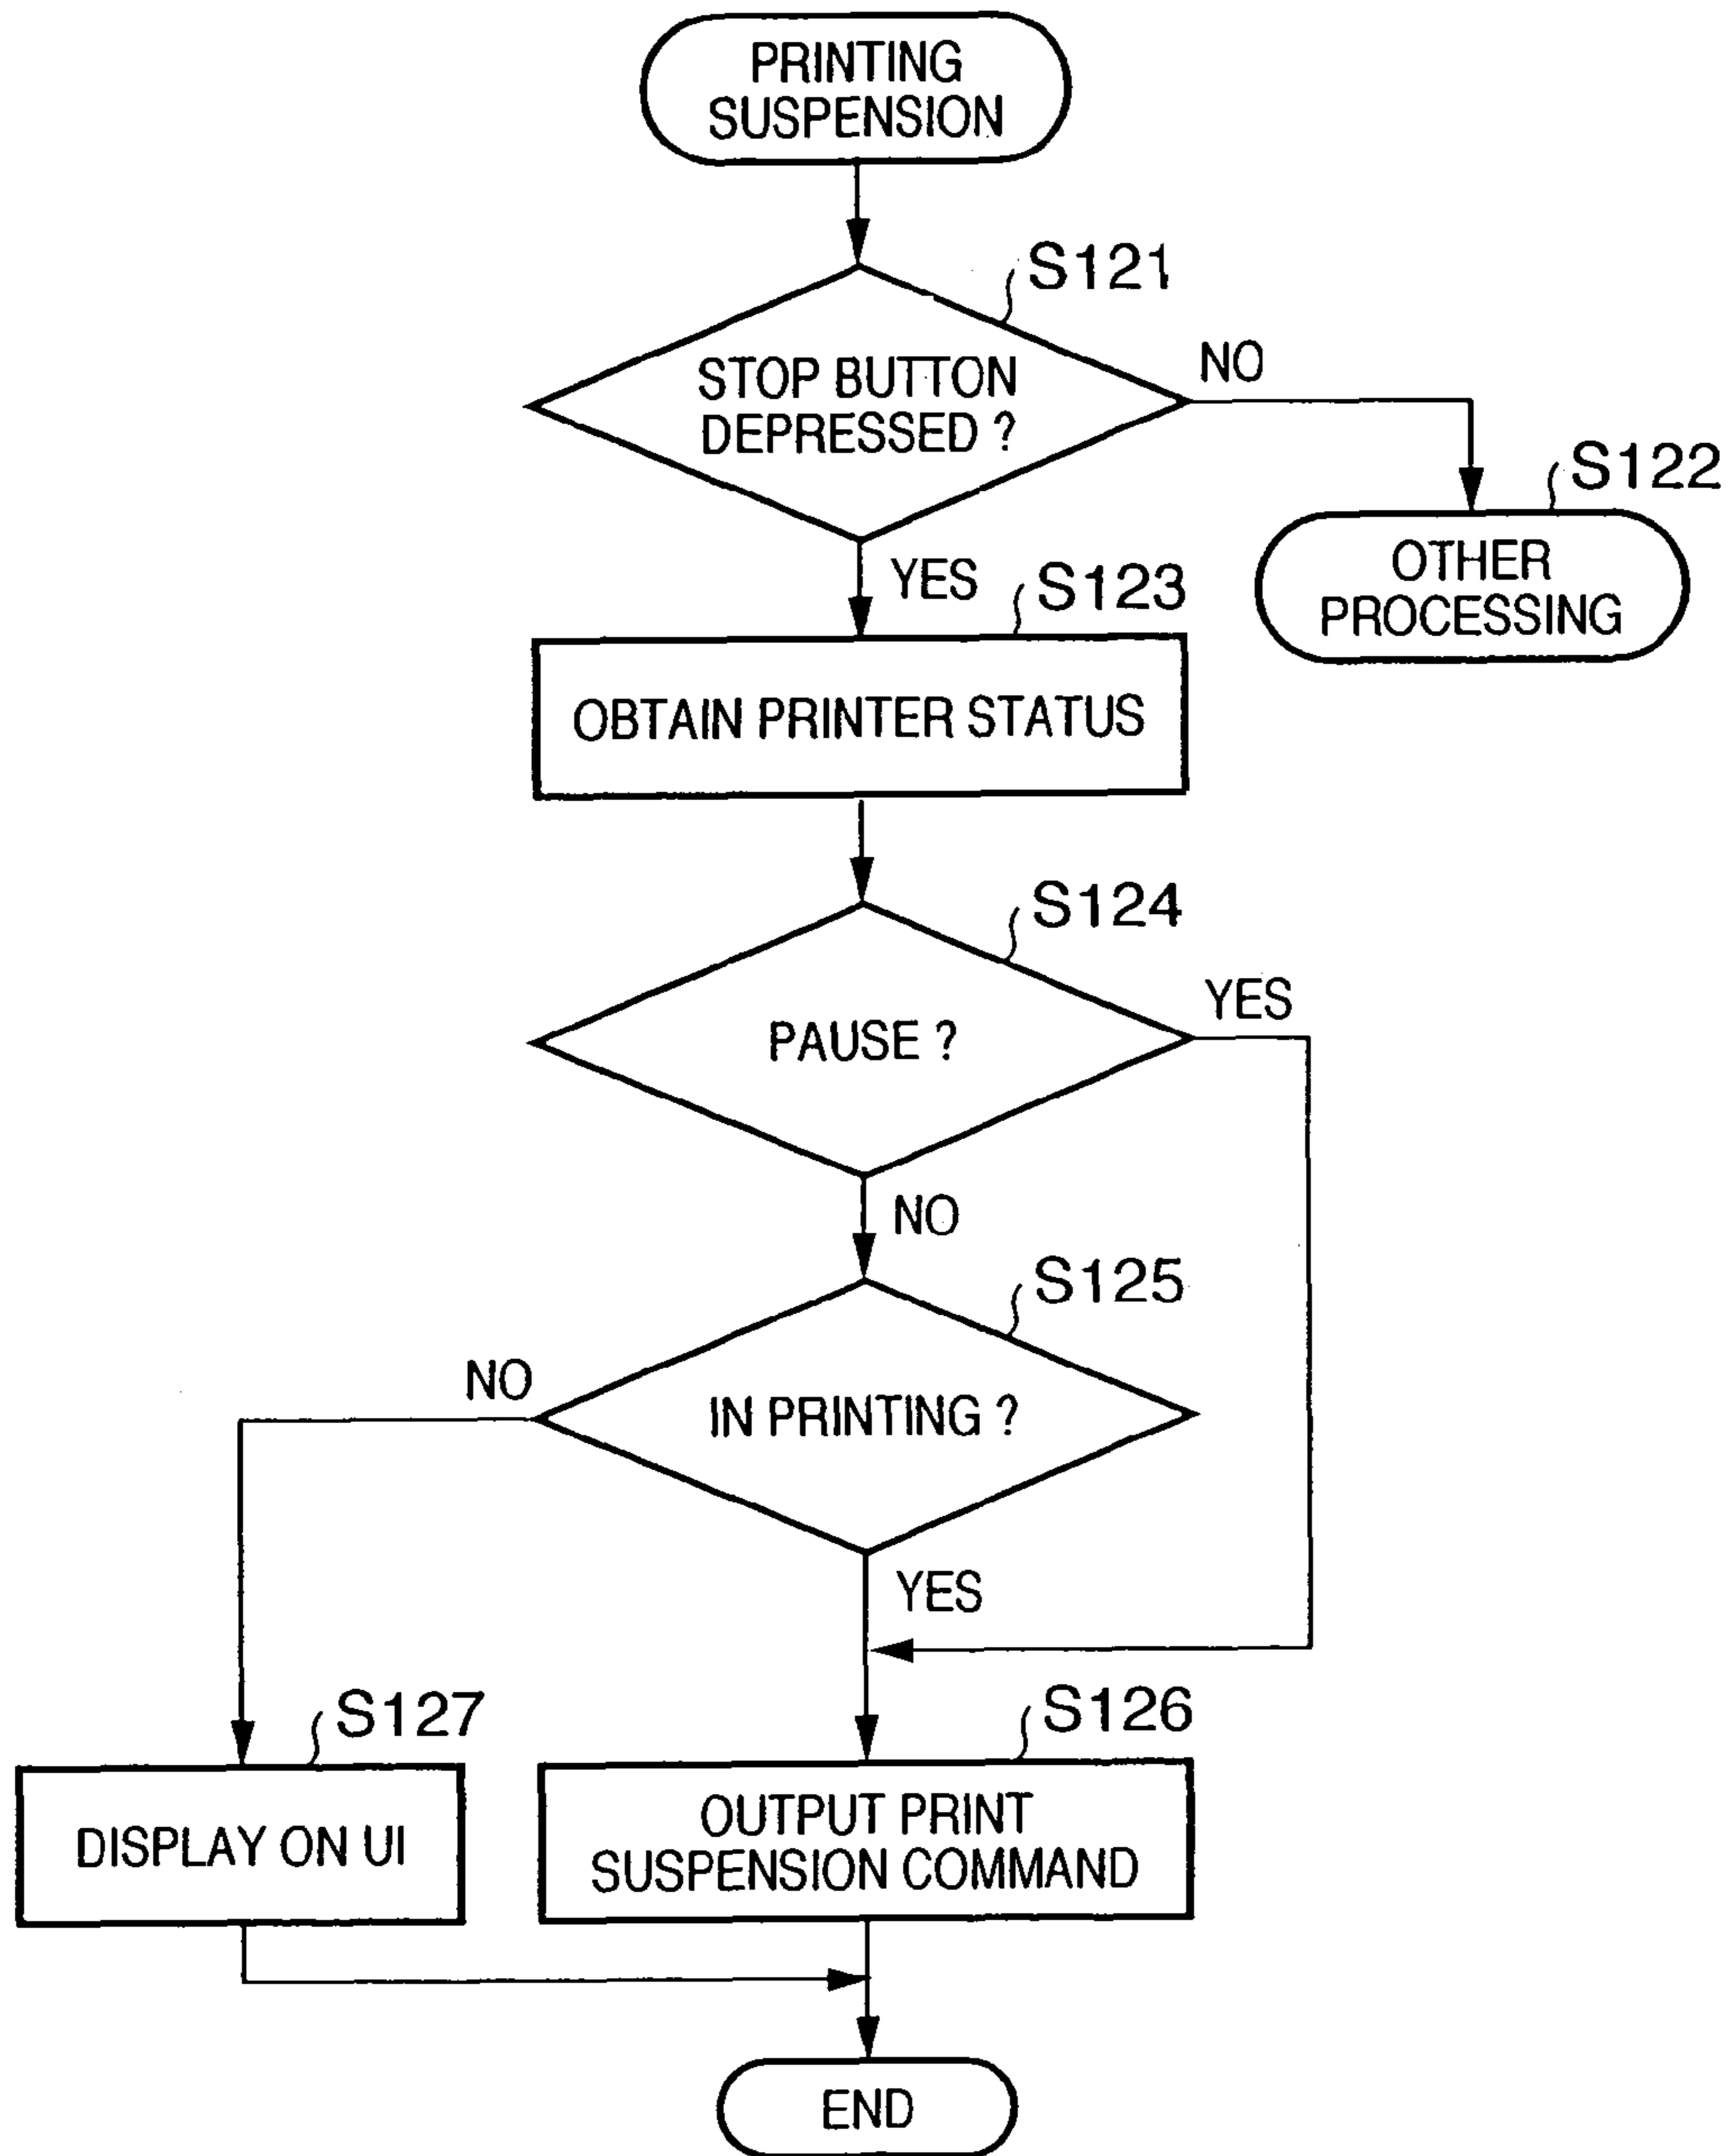 PRINTING
SUSPENSION
S121
STOP BUTTON
DEPRESSED ?
NO
S122
OTHER
PROCESSING
YES
S123
OBTAIN PRINTER STATUS
S124
PAUSE ?
YES
NO
S125
IN PRINTING ?
NO
YES
S127
DISPLAY ON UI
S126
OUTPUT PRINT
SUSPENSION COMMAND
END